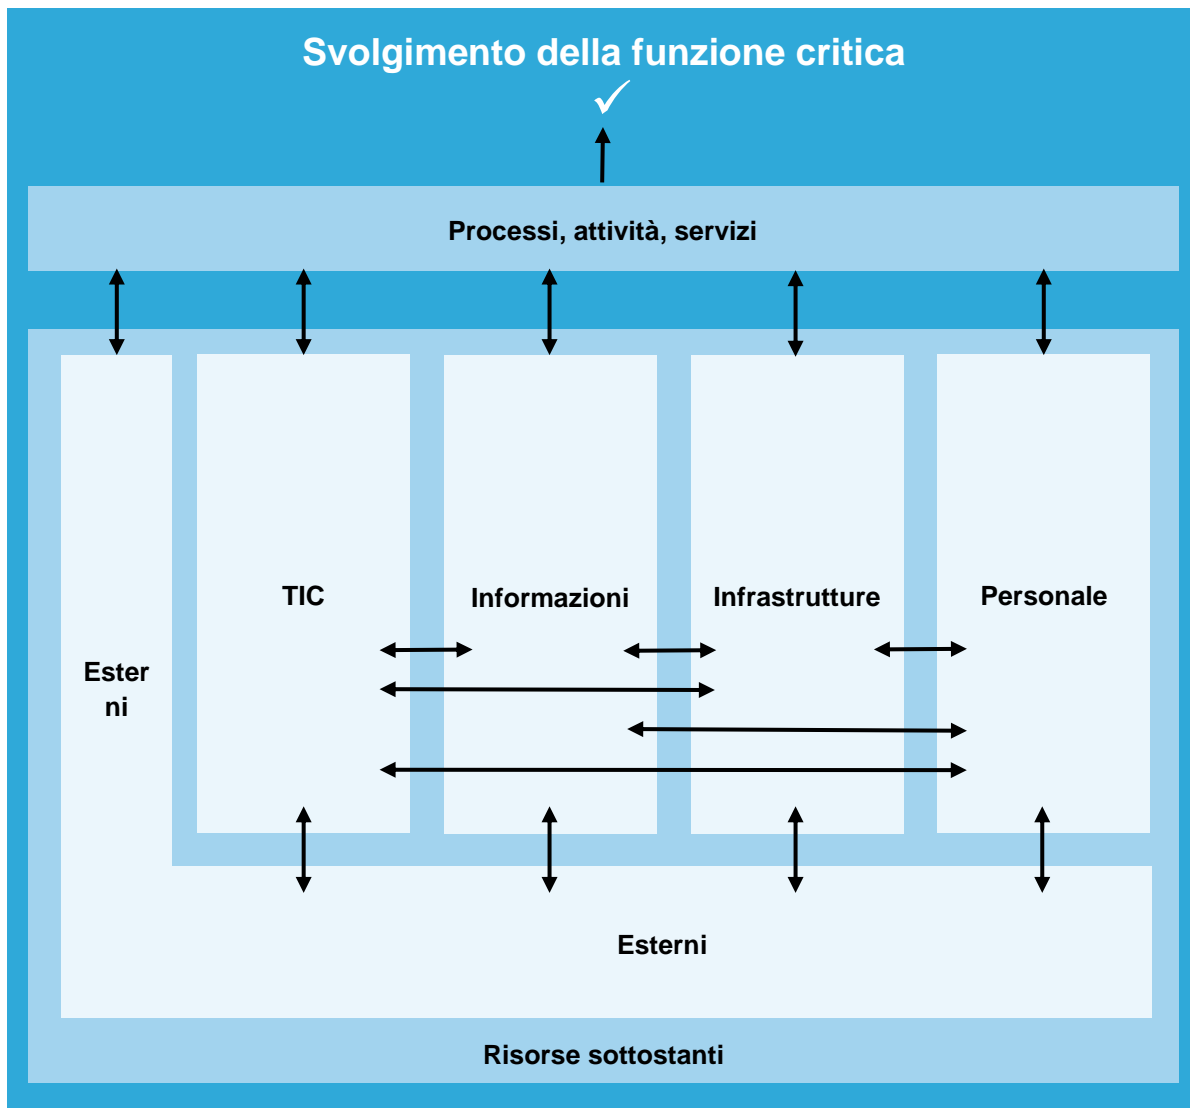 Svolgimento della funzione critica
Processi, attività, servizi
TIC
Informazioni
Infrastrutture
Personale
Ester
ni
Esterni
Risorse sottostanti